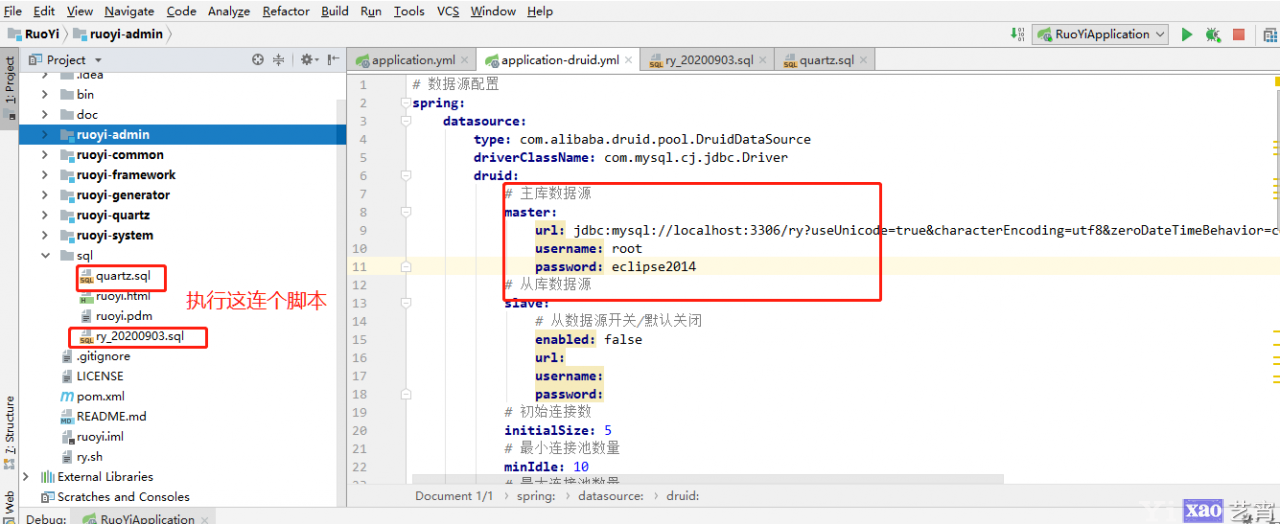 File Edit View Navigate Code Analyze Refactor Build Run Tools VCS Window Help
RuoYi ruoyi-admin RuoYiApplication
Project
application.yml application-druid.yml ry_20200903.sql quartz.sql
1: Project
7: Structure
Web
.idea
bin
doc
ruoyi-admin
ruoyi-common
ruoyi-framework
ruoyi-generator
ruoyi-quartz
ruoyi-system
sql
quartz.sql
ruoyi.html
ruoyi.pdm
ry_20200903.sql
.gitignore
LICENSE
pom.xml
README.md
ruoyi.iml
ry.sh
External Libraries
Scratches and Consoles
执行这连个脚本
1 # 数据源配置
2 spring:
3 datasource:
4 type: com.alibaba.druid.pool.DruidDataSource
5 driverClassName: com.mysql.cj.jdbc.Driver
6 druid:
7 # 主库数据源
8 master:
9 url: jdbc:mysql://localhost:3306/ry?useUnicode=true&characterEncoding=utf8&zeroDateTimeBehavior=c
10 username: root
11 password: eclipse2014
12 # 从库数据源
13 slave:
14 # 从数据源开关/默认关闭
15 enabled: false
16 url:
17 username:
18 password:
19 # 初始连接数
20 initialSize: 5
21 # 最小连接池数量
22 minIdle: 10
23 # 最大连接池数量
Document 1/1 spring: datasource: druid:
Debug: RuoYiApplication
xao 艺宵